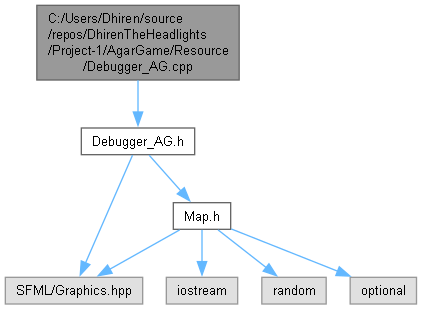 C:/Users/Dhiren/source
/repos/DhirenTheHeadlights
/Project-1/AgarGame/Resource
/Debugger_AG.cpp
Debugger_AG.h
Map.h
SFML/Graphics.hpp
iostream
random
optional